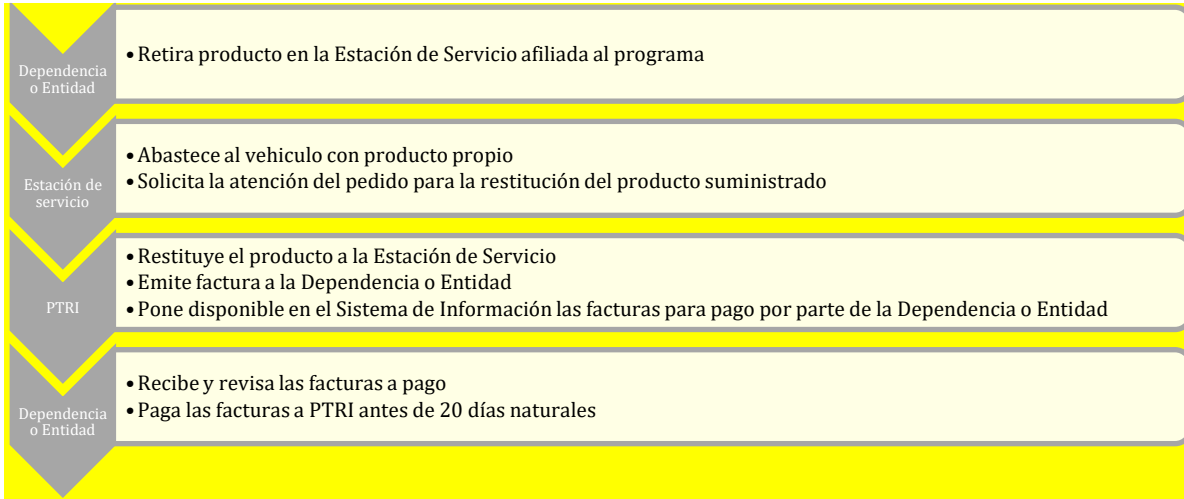 Dependencia
o Entidad
•Retira producto en la Estación de Servicio afiliada al programa
Estación de
servicio
•Abastece al vehiculo con producto propio
•Solicita la atención del pedido para la restitución del producto suministrado
PTRI
•Restituye el producto a la Estación de Servicio
•Emite factura a la Dependencia o Entidad
•Pone disponible en el Sistema de Información las facturas para pago por parte de la Dependencia o Entidad
Dependencia
o Entidad
•Recibe y revisa las facturas a pago
•Paga las facturas a PTRI antes de 20 días naturales